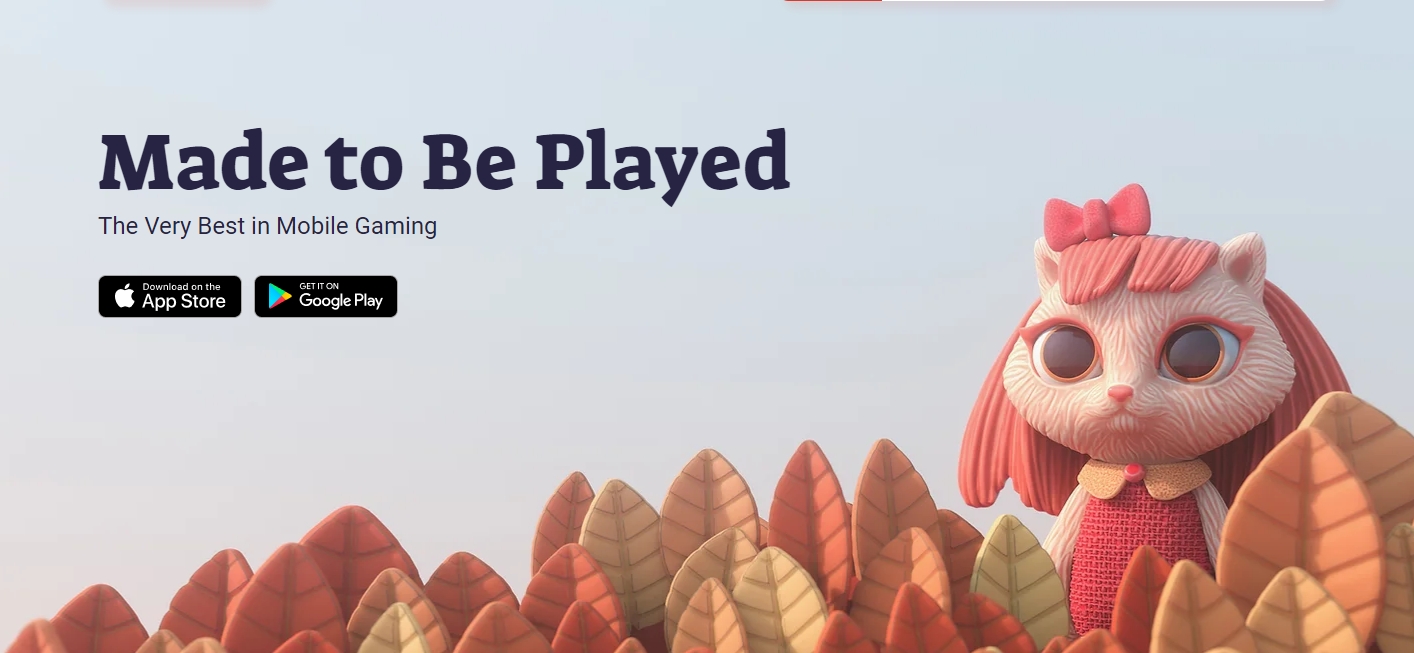 Made to Be Played
The Very Best in Mobile Gaming
Download on the
App Store
GET IT ON
Google Play